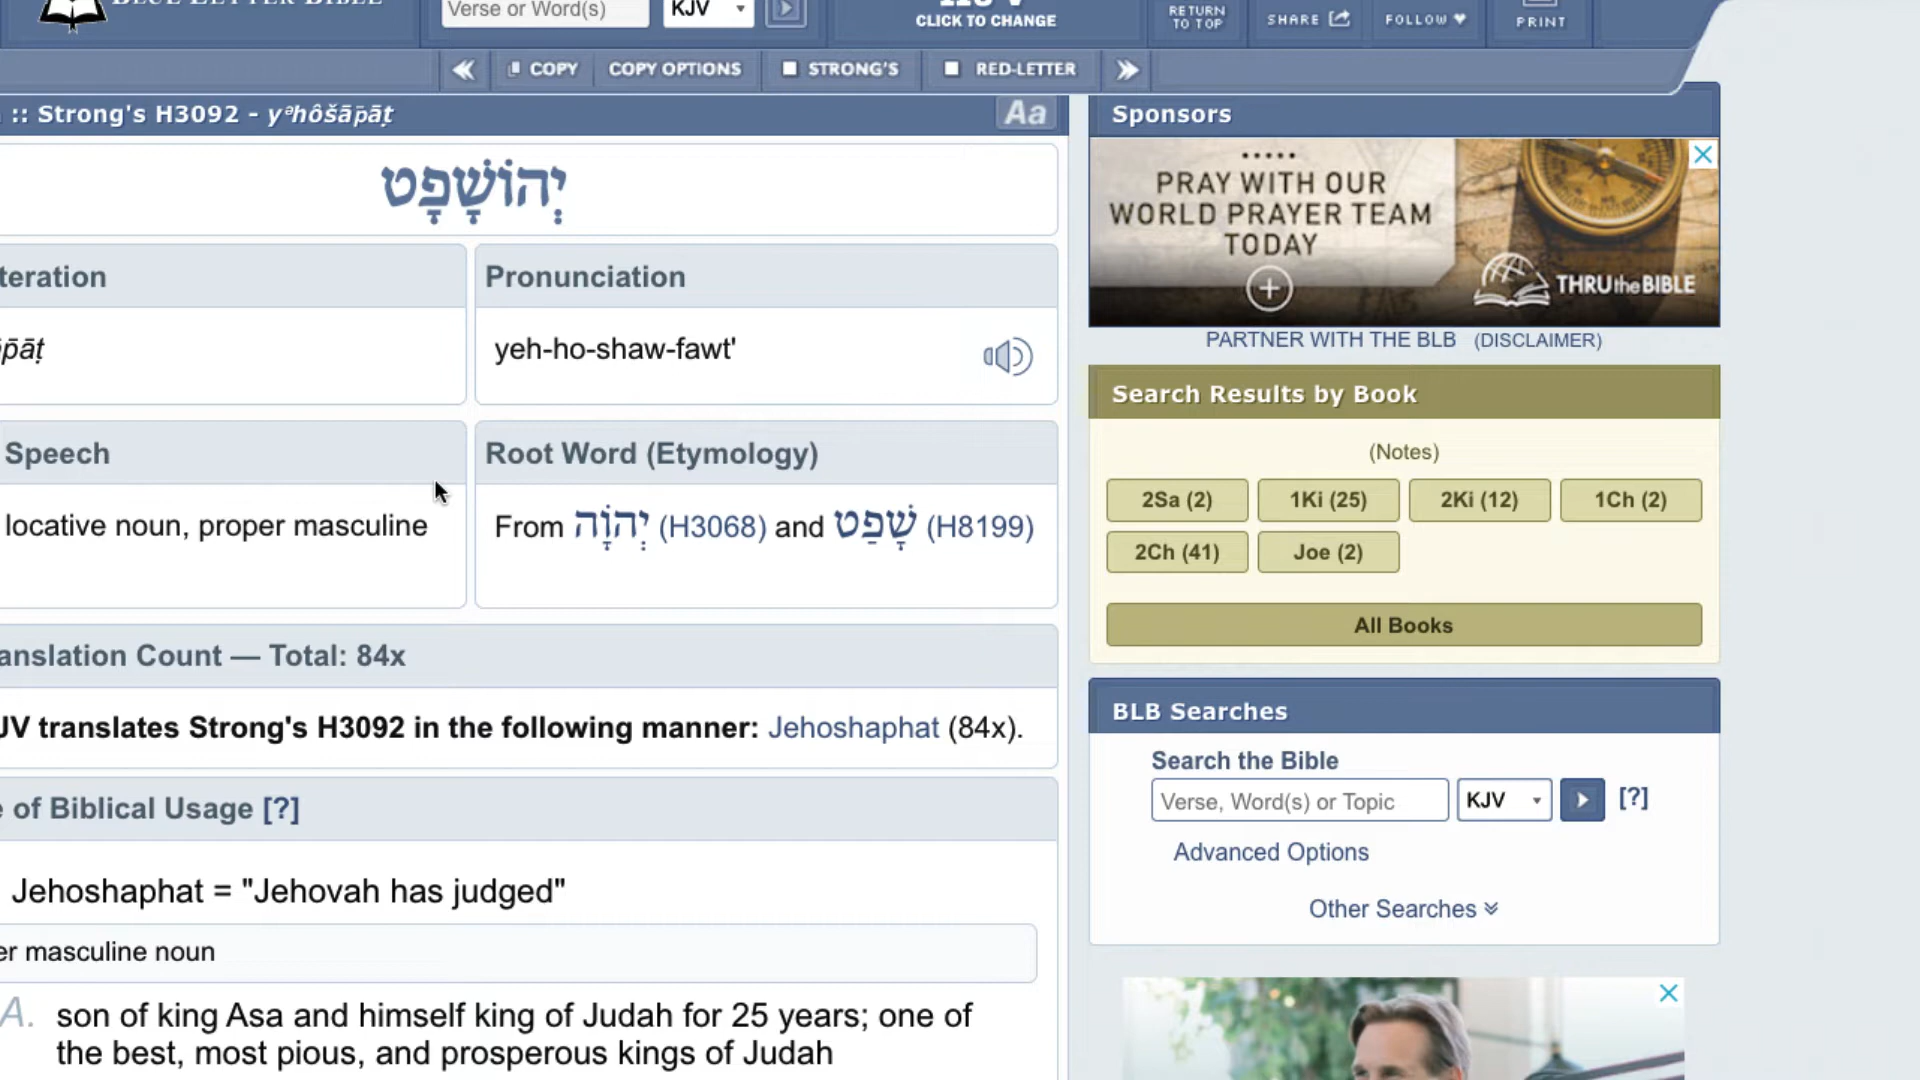 BLUE LETTER BIBLE
Verse or Word(s)
KJV
CLICK TO CHANGE
RETURN
TO TOP
SHARE
FOLLOW
PRINT
COPY
COPY OPTIONS
STRONG'S
RED-LETTER
:: Strong's H3092 - yᵊhôšāp̄āṭ
Aa
יְהוֹשָׁפָט
teration
Pronunciation
p̄āṭ
yeh-ho-shaw-fawt'
Speech
Root Word (Etymology)
locative noun, proper masculine
From יְהֹוָה (H3068) and שָׁפַט (H8199)
anslation Count — Total: 84x
JV translates Strong's H3092 in the following manner: Jehoshaphat (84x).
e of Biblical Usage [?]
Jehoshaphat = "Jehovah has judged"
er masculine noun
A. son of king Asa and himself king of Judah for 25 years; one of
the best, most pious, and prosperous kings of Judah
Sponsors
PRAY WITH OUR
WORLD PRAYER TEAM
TODAY
THRU the BIBLE
PARTNER WITH THE BLB (DISCLAIMER)
Search Results by Book
(Notes)
2Sa (2) 1Ki (25) 2Ki (12) 1Ch (2)
2Ch (41) Joe (2)
All Books
BLB Searches
Search the Bible
Verse, Word(s) or Topic KJV [?]
Advanced Options
Other Searches